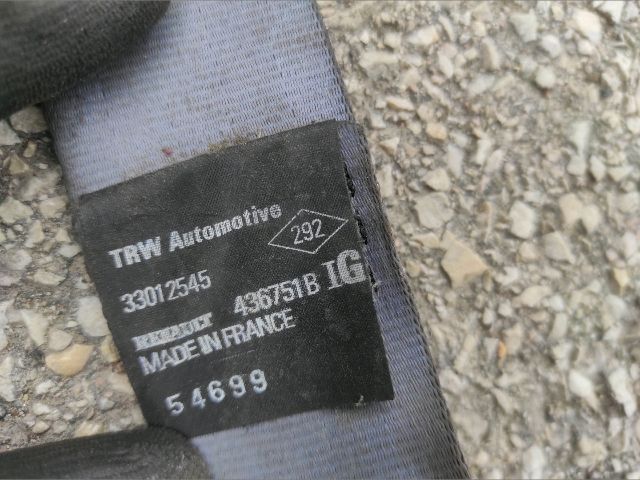 TRW Automotive 292
33012545
436751B IG
RENAULT
MADE IN FRANCE
54699